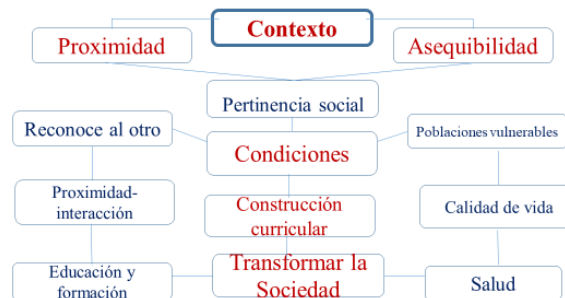 Contexto
Proximidad
Asequibilidad
Pertinencia social
Reconoce al otro
Poblaciones vulnerables
Condiciones
Proximidad-
interacción
Construcción
curricular
Calidad de vida
Educación y
formación
Transformar la
Sociedad
Salud